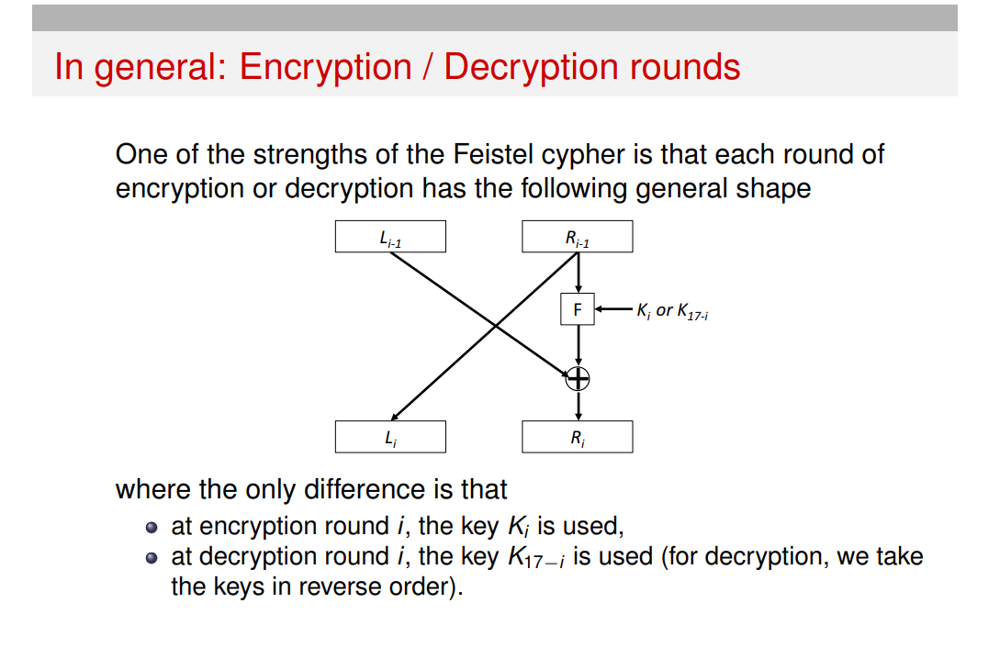 In general: Encryption / Decryption rounds
One of the strengths of the Feistel cypher is that each round of
encryption or decryption has the following general shape
L_{i-1}
R_{i-1}
F
K_i or K_{17-i}
L_i
R_i
where the only difference is that
at encryption round i, the key K_i is used,
at decryption round i, the key K_{17−i} is used (for decryption, we take
the keys in reverse order).